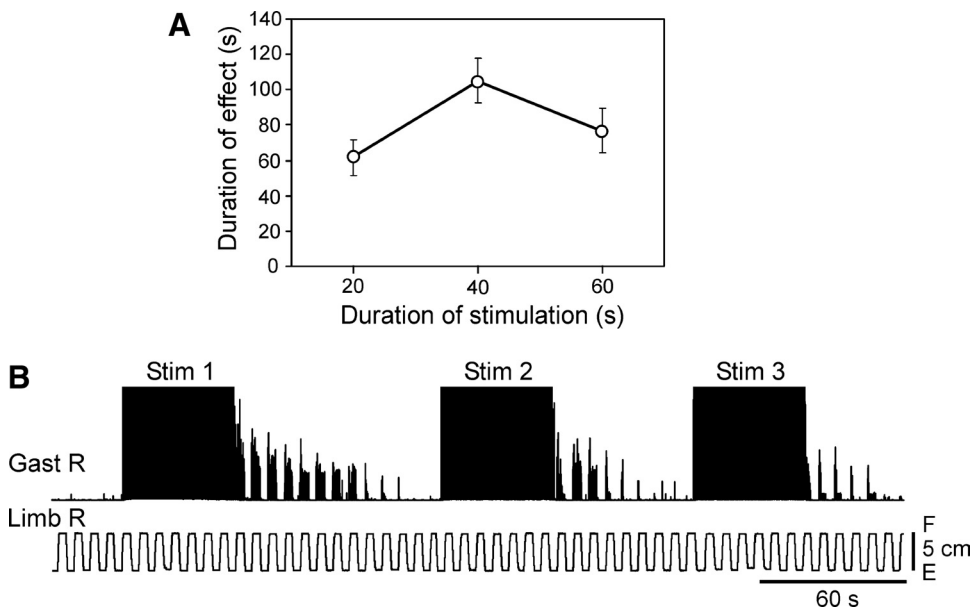 A
Duration of effect (s)
140
120
100
80
60
40
20
0
20 40 60
Duration of stimulation (s)
B
Stim 1 Stim 2 Stim 3
Gast R
Limb R
F
5 cm
E
60 s